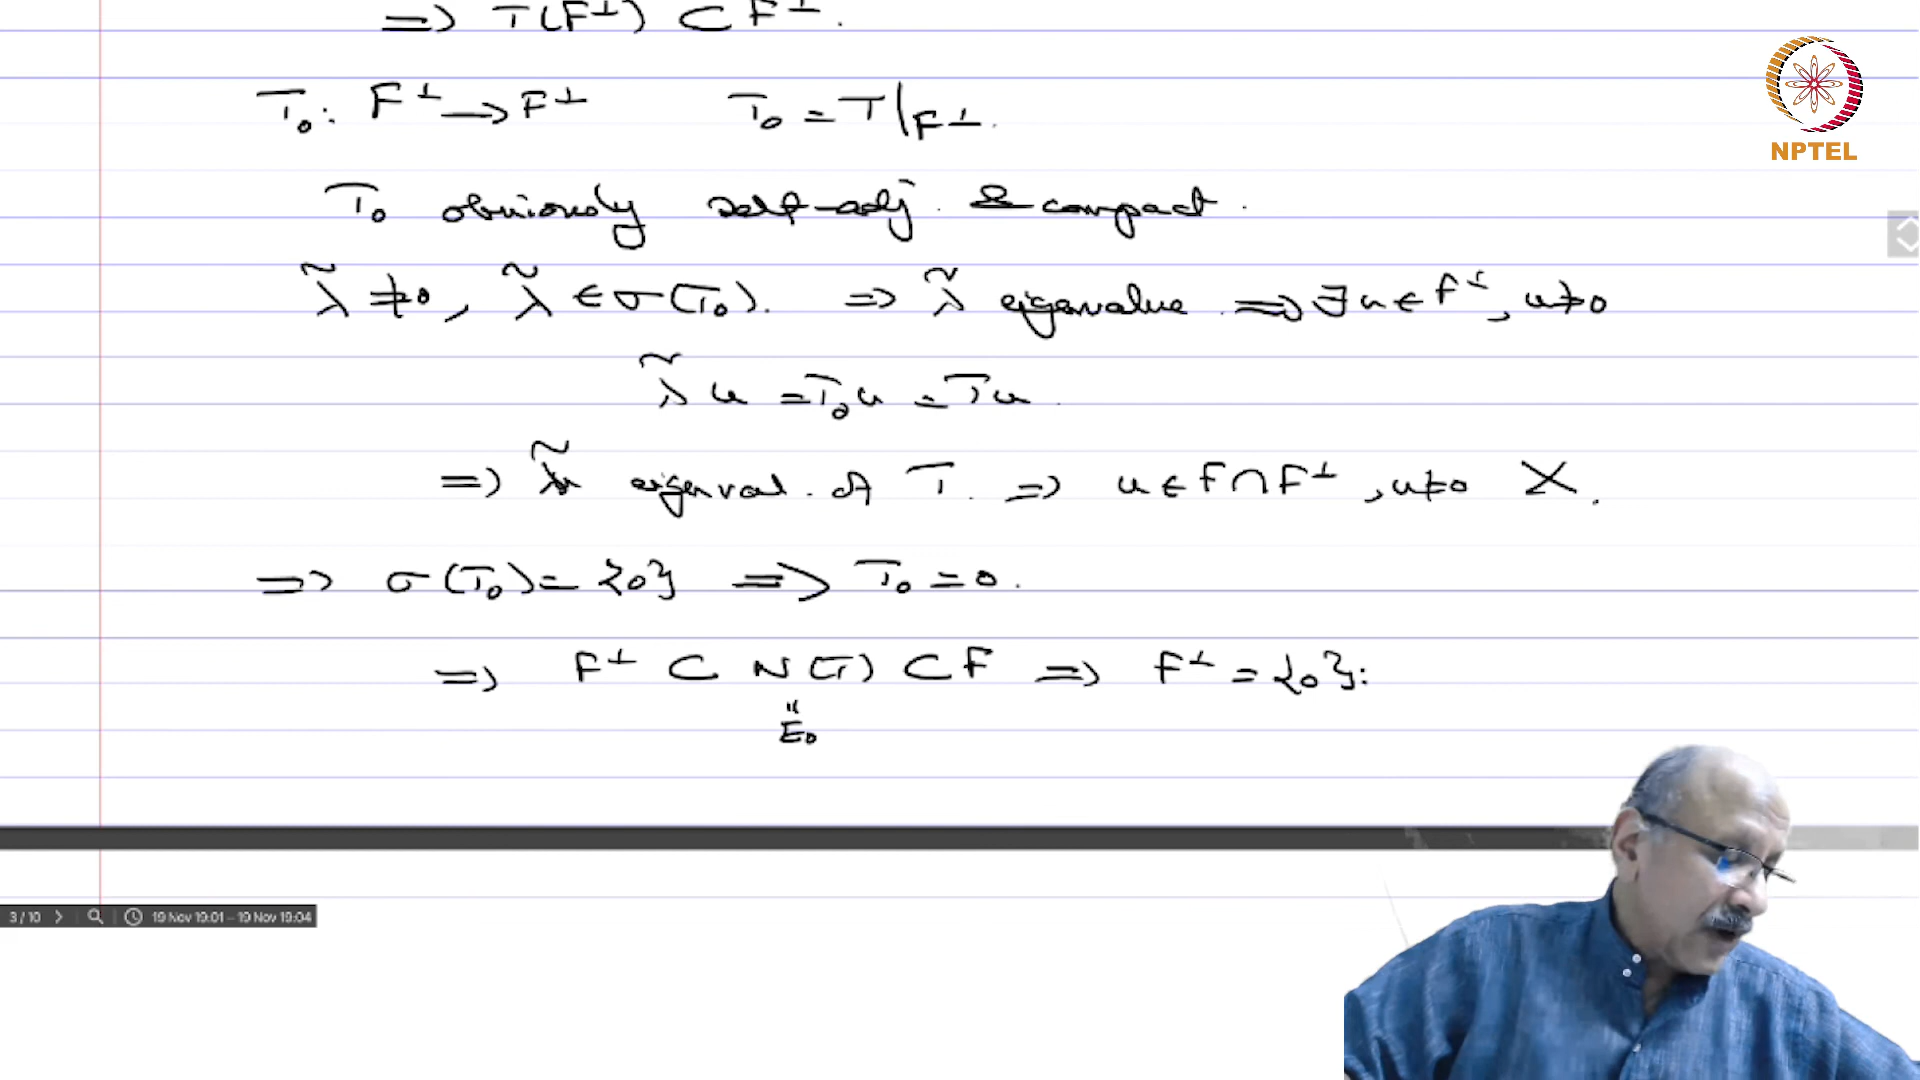 => T(F⊥) ⊂ F⊥.
NPTEL
T₀: F⊥ → F⊥ T₀ = T|F⊥.
T₀ obviously self-adj. & compact.
λ̃ ≠ 0, λ̃ ∈ σ(T₀). => λ̃ eigenvalue. => ∃ u ∈ F⊥, u ≠ 0
λ̃ u = T₀u = Tu.
=> λ̃ eigenval. of T. => u ∈ F ∩ F⊥, u ≠ 0 X.
=> σ(T₀) = {0} => T₀ = 0.
=> F⊥ ⊂ N(T) ⊂ F => F⊥ = {0}:
"
E₀
3 / 10 19 Nov 19:01 – 19 Nov 19:04